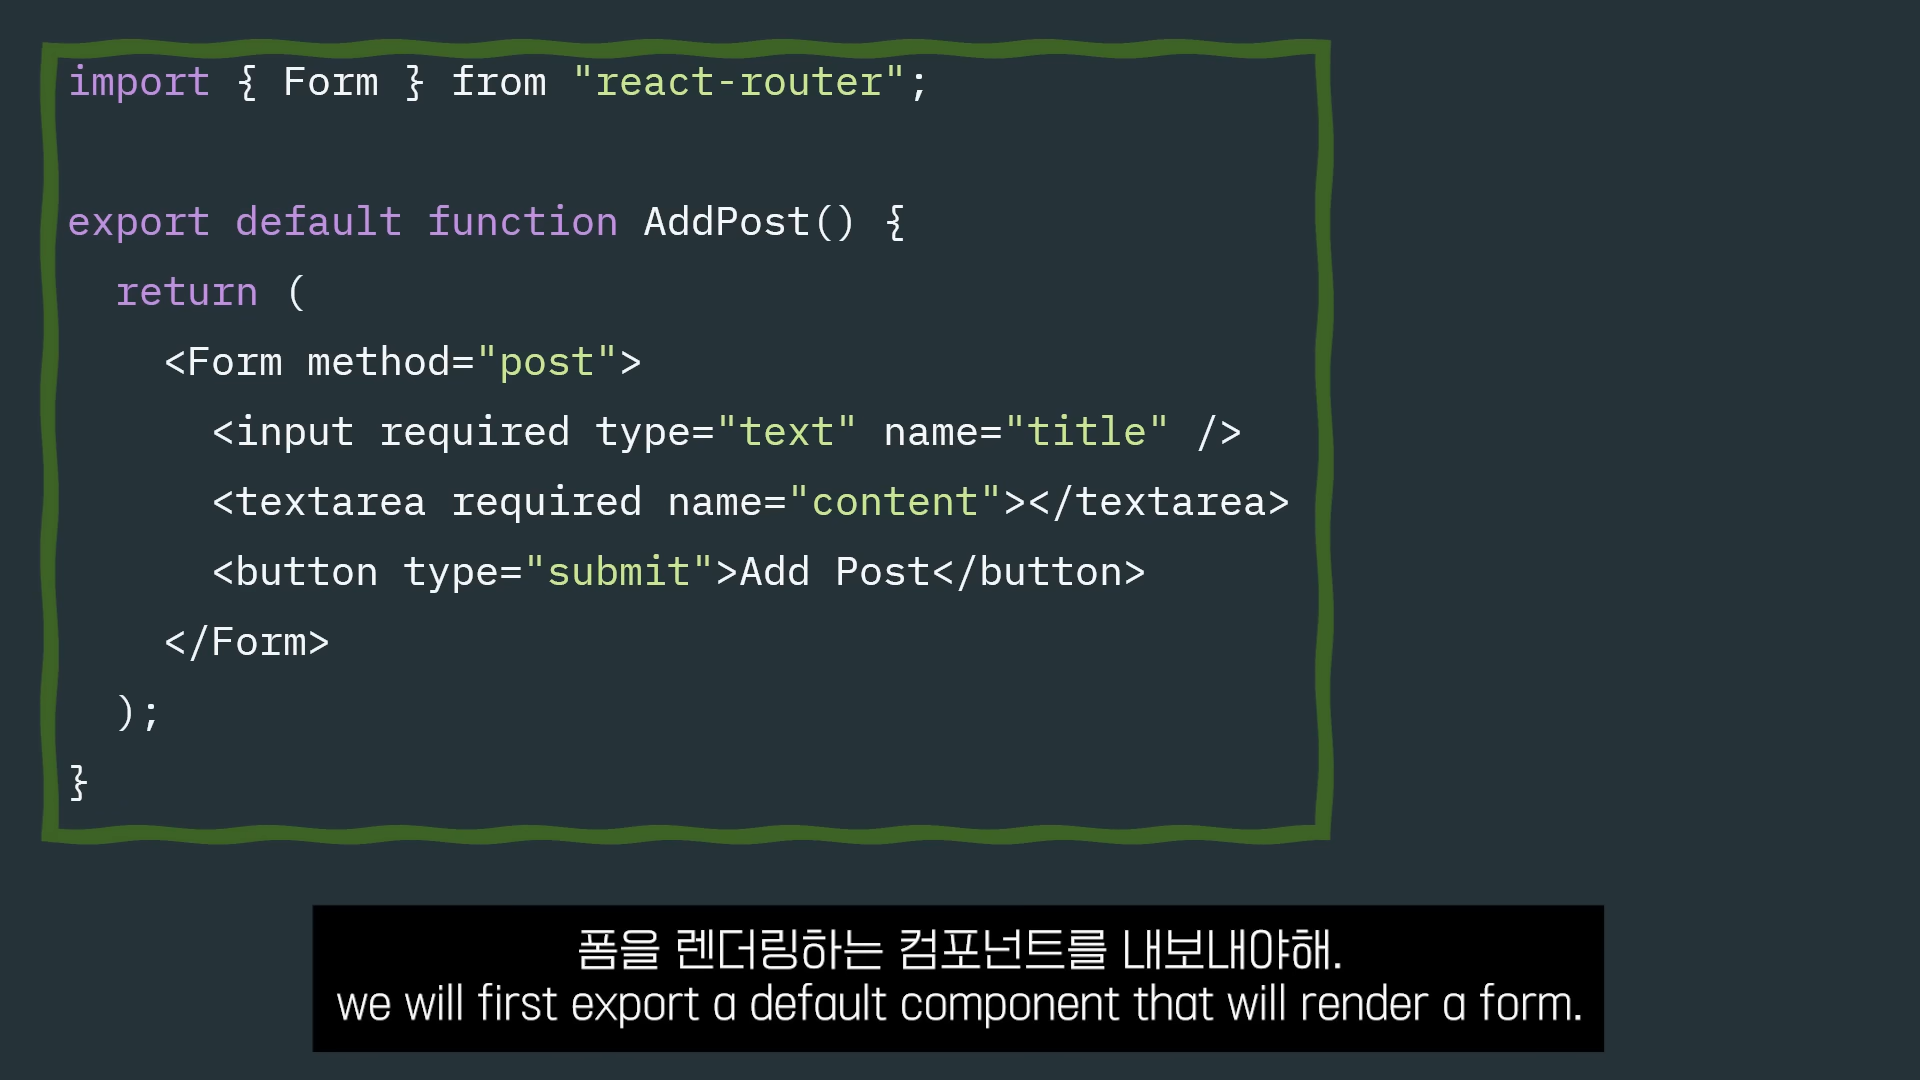 import { Form } from "react-router";
export default function AddPost() {
return (
<Form method="post">
<input required type="text" name="title" />
<textarea required name="content"></textarea>
<button type="submit">Add Post</button>
</Form>
);
}
폼을 렌더링하는 컴포넌트를 내보내야해.
we will first export a default component that will render a form.